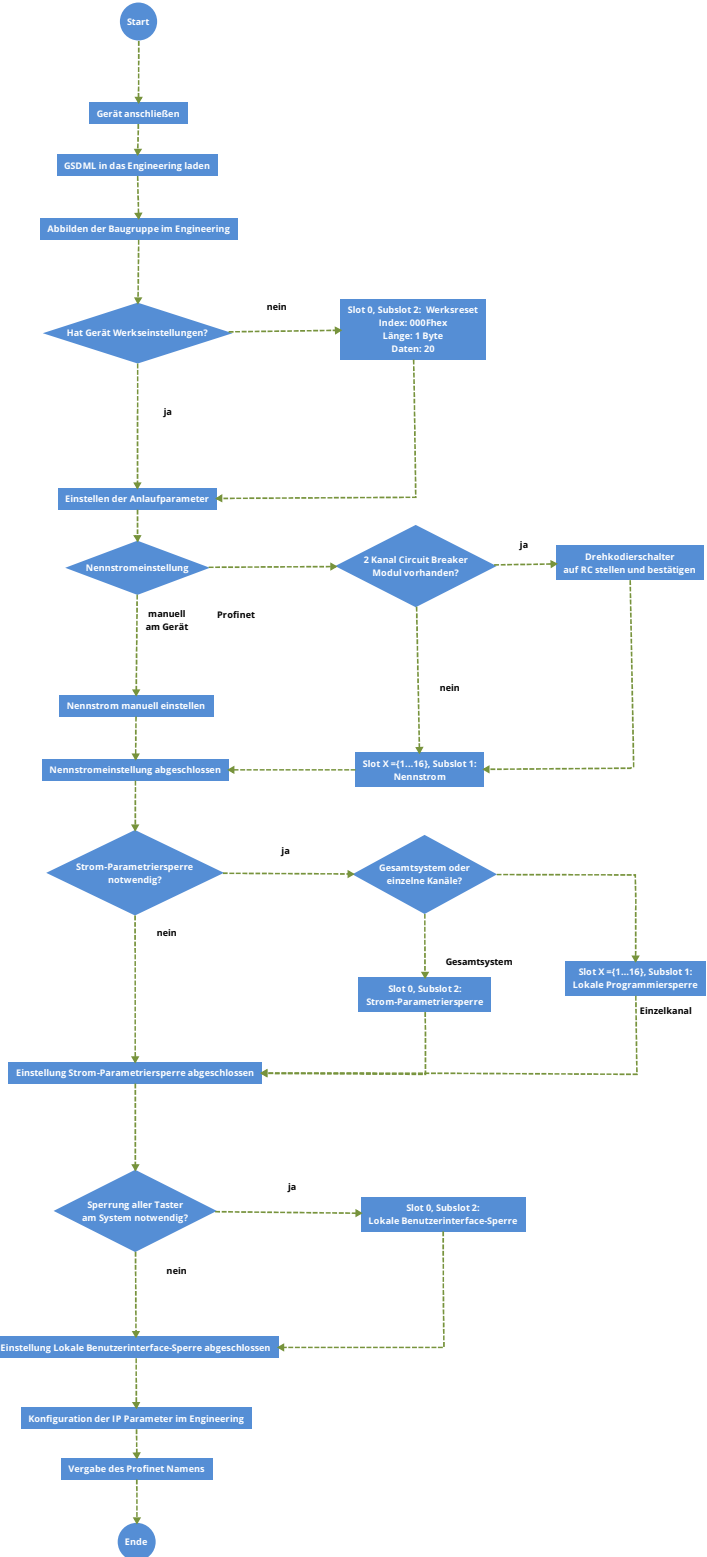 Start
Gerät anschließen
GSDML in das Engineering laden
Abbilden der Baugruppe im Engineering
Hat Gerät Werkseinstellungen?
nein
Slot 0, Subslot 2:  Werksreset
Index: 000Fhex
Länge: 1 Byte
Daten: 20
ja
Einstellen der Anlaufparameter
Nennstromeinstellung
2 Kanal Circuit Breaker
Modul vorhanden?
ja
Drehkodierschalter
auf RC stellen und bestätigen
manuell
am Gerät
Profinet
nein
Nennstrom manuell einstellen
Nennstromeinstellung abgeschlossen
Slot X ={1...16}, Subslot 1:
Nennstrom
Strom-Parametriersperre
notwendig?
ja
Gesamtsystem oder
einzelne Kanäle?
nein
Gesamtsystem
Slot 0, Subslot 2:
Strom-Parametriersperre
Slot X ={1...16}, Subslot 1:
Lokale Programmiersperre
Einzelkanal
Einstellung Strom-Parametriersperre abgeschlossen
Sperrung aller Taster
am System notwendig?
ja
Slot 0, Subslot 2:
Lokale Benutzerinterface-Sperre
nein
Einstellung Lokale Benutzerinterface-Sperre abgeschlossen
Konfiguration der IP Parameter im Engineering
Vergabe des Profinet Namens
Ende